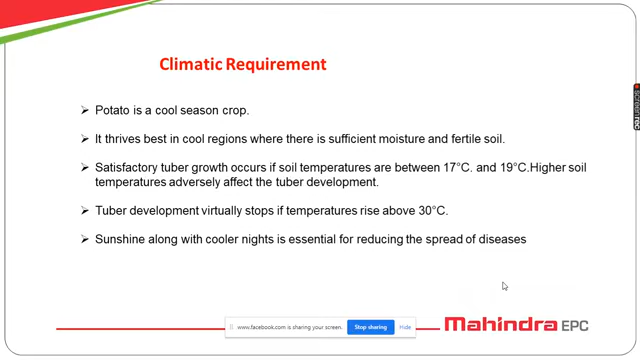 Climatic Requirement
➢ Potato is a cool season crop.
➢ It thrives best in cool regions where there is sufficient moisture and fertile soil.
➢ Satisfactory tuber growth occurs if soil temperatures are between 17°C. and 19°C.Higher soil
temperatures adversely affect the tuber development.
➢ Tuber development virtually stops if temperatures rise above 30°C.
➢ Sunshine along with cooler nights is essential for reducing the spread of diseases
www.facebook.com is sharing your screen. Stop sharing Hide
Mahindra EPC